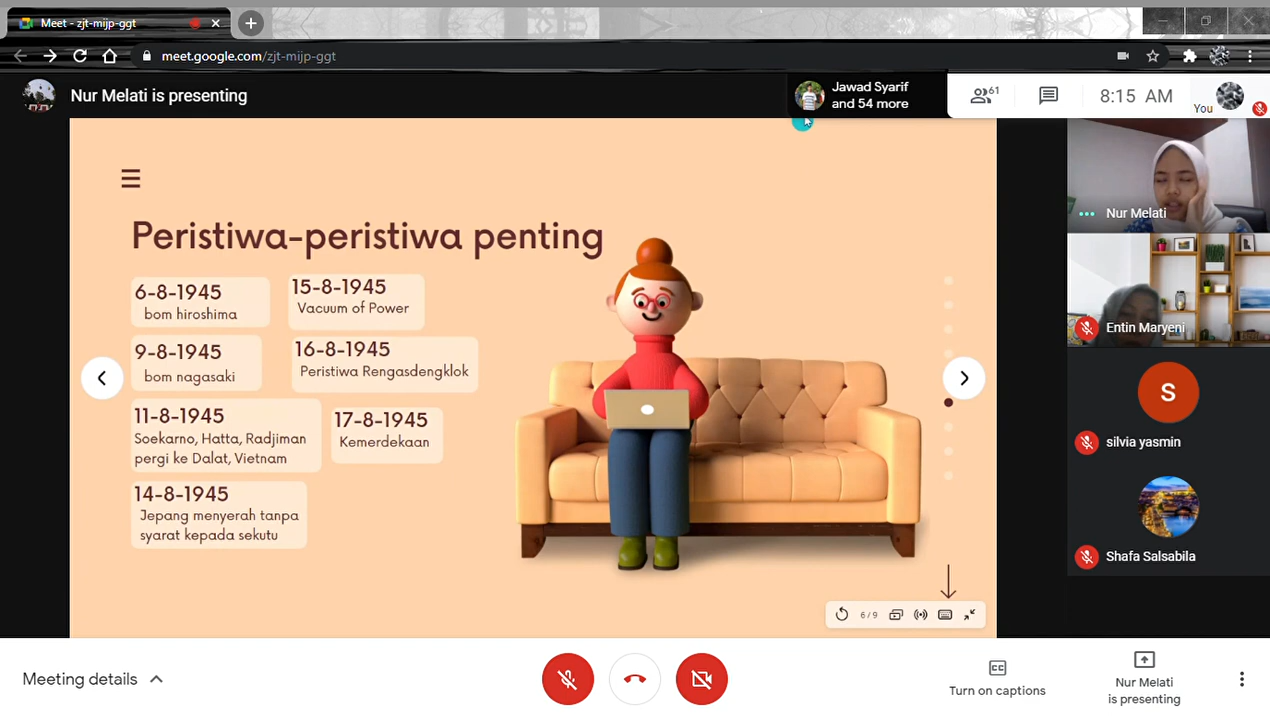 Meet - zjt-mijp-ggt
meet.google.com/zjt-mijp-ggt
Nur Melati is presenting
Jawad Syarif
and 54 more
61
8:15 AM
You
Peristiwa-peristiwa penting
6-8-1945
bom hiroshima
9-8-1945
bom nagasaki
11-8-1945
Soekarno, Hatta, Radjiman
pergi ke Dalat, Vietnam
14-8-1945
Jepang menyerah tanpa
syarat kepada sekutu
15-8-1945
Vacuum of Power
16-8-1945
Peristiwa Rengasdengklok
17-8-1945
Kemerdekaan
6/9
Nur Melati
Entin Maryeni
S
silvia yasmin
Shafa Salsabila
Meeting details
CC
Turn on captions
Nur Melati
is presenting